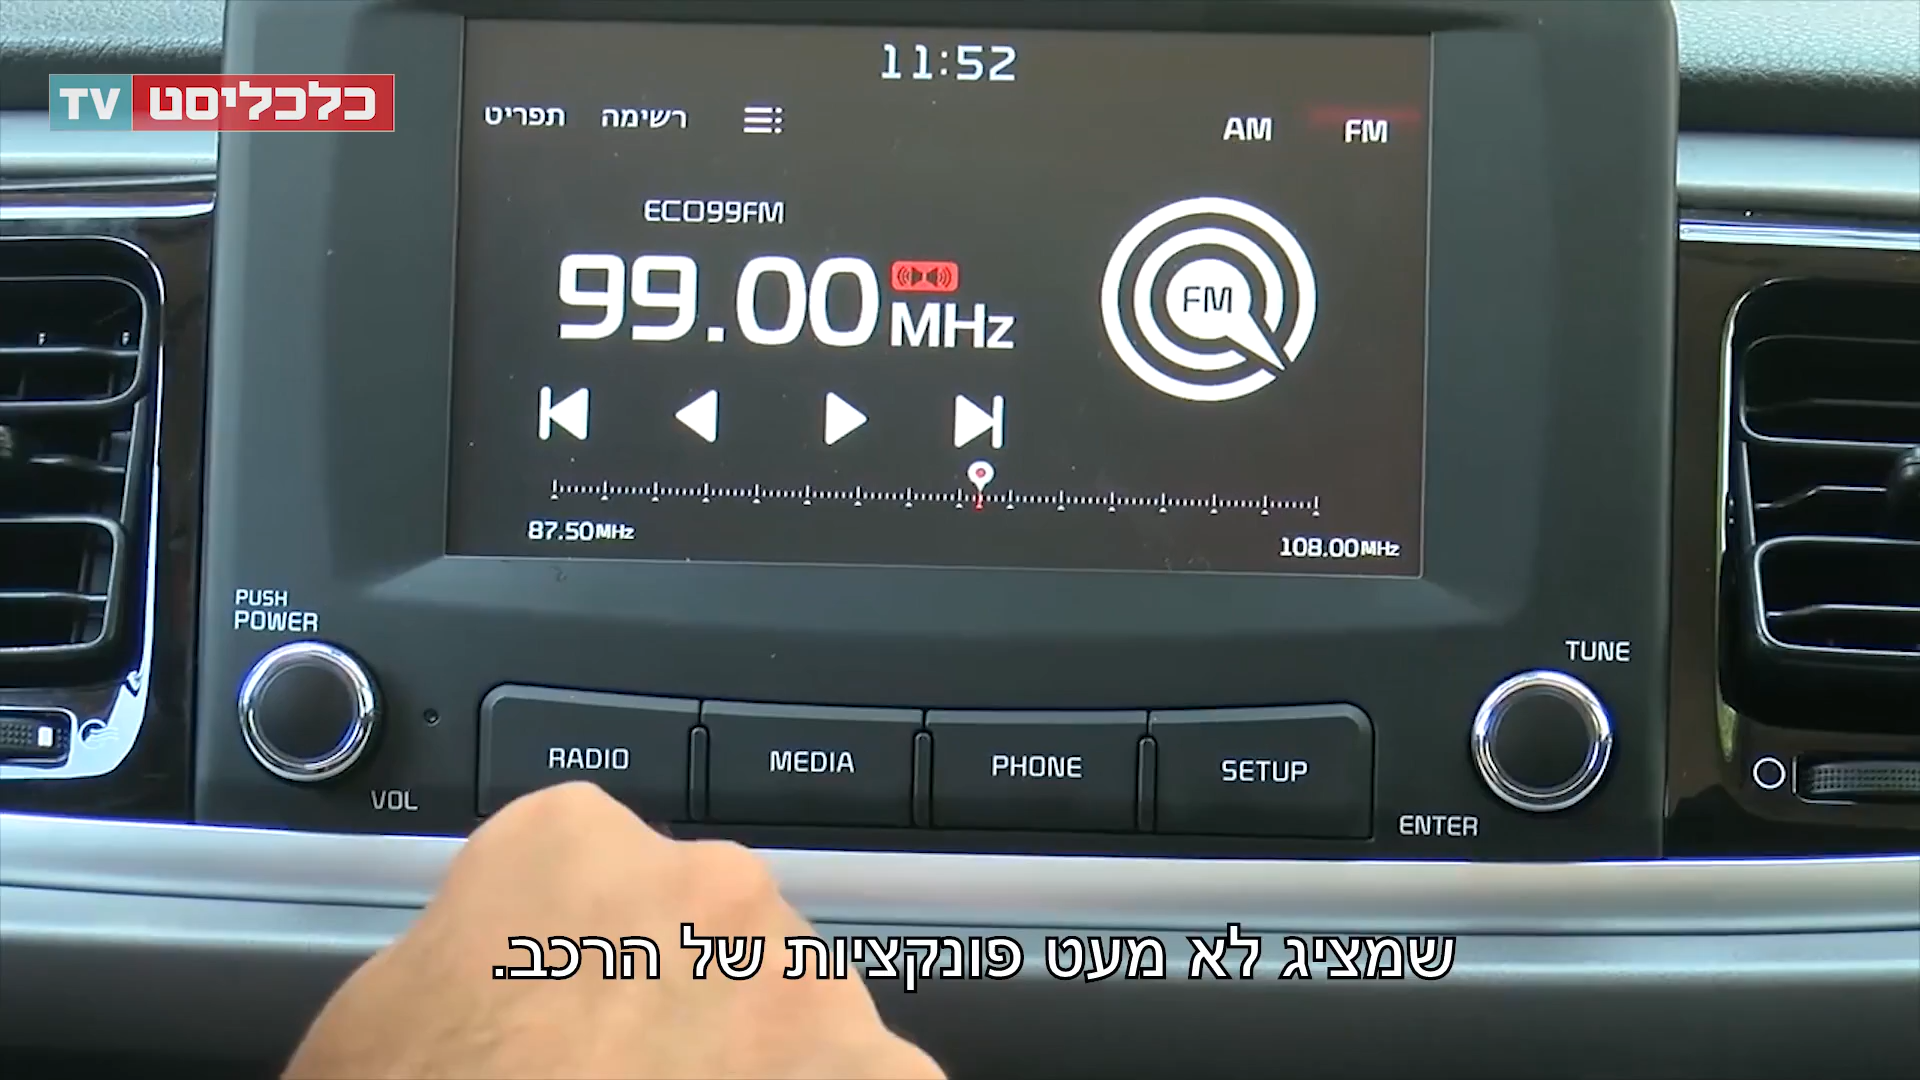 TV כלכליסט
11:52
תפריט
רשימה
AM
FM
ECO99FM
99.00 MHz
FM
87.50MHz
108.00MHz
PUSH
POWER
VOL
RADIO
MEDIA
PHONE
SETUP
TUNE
ENTER
שמציג לא מעט פונקציות של הרכב.